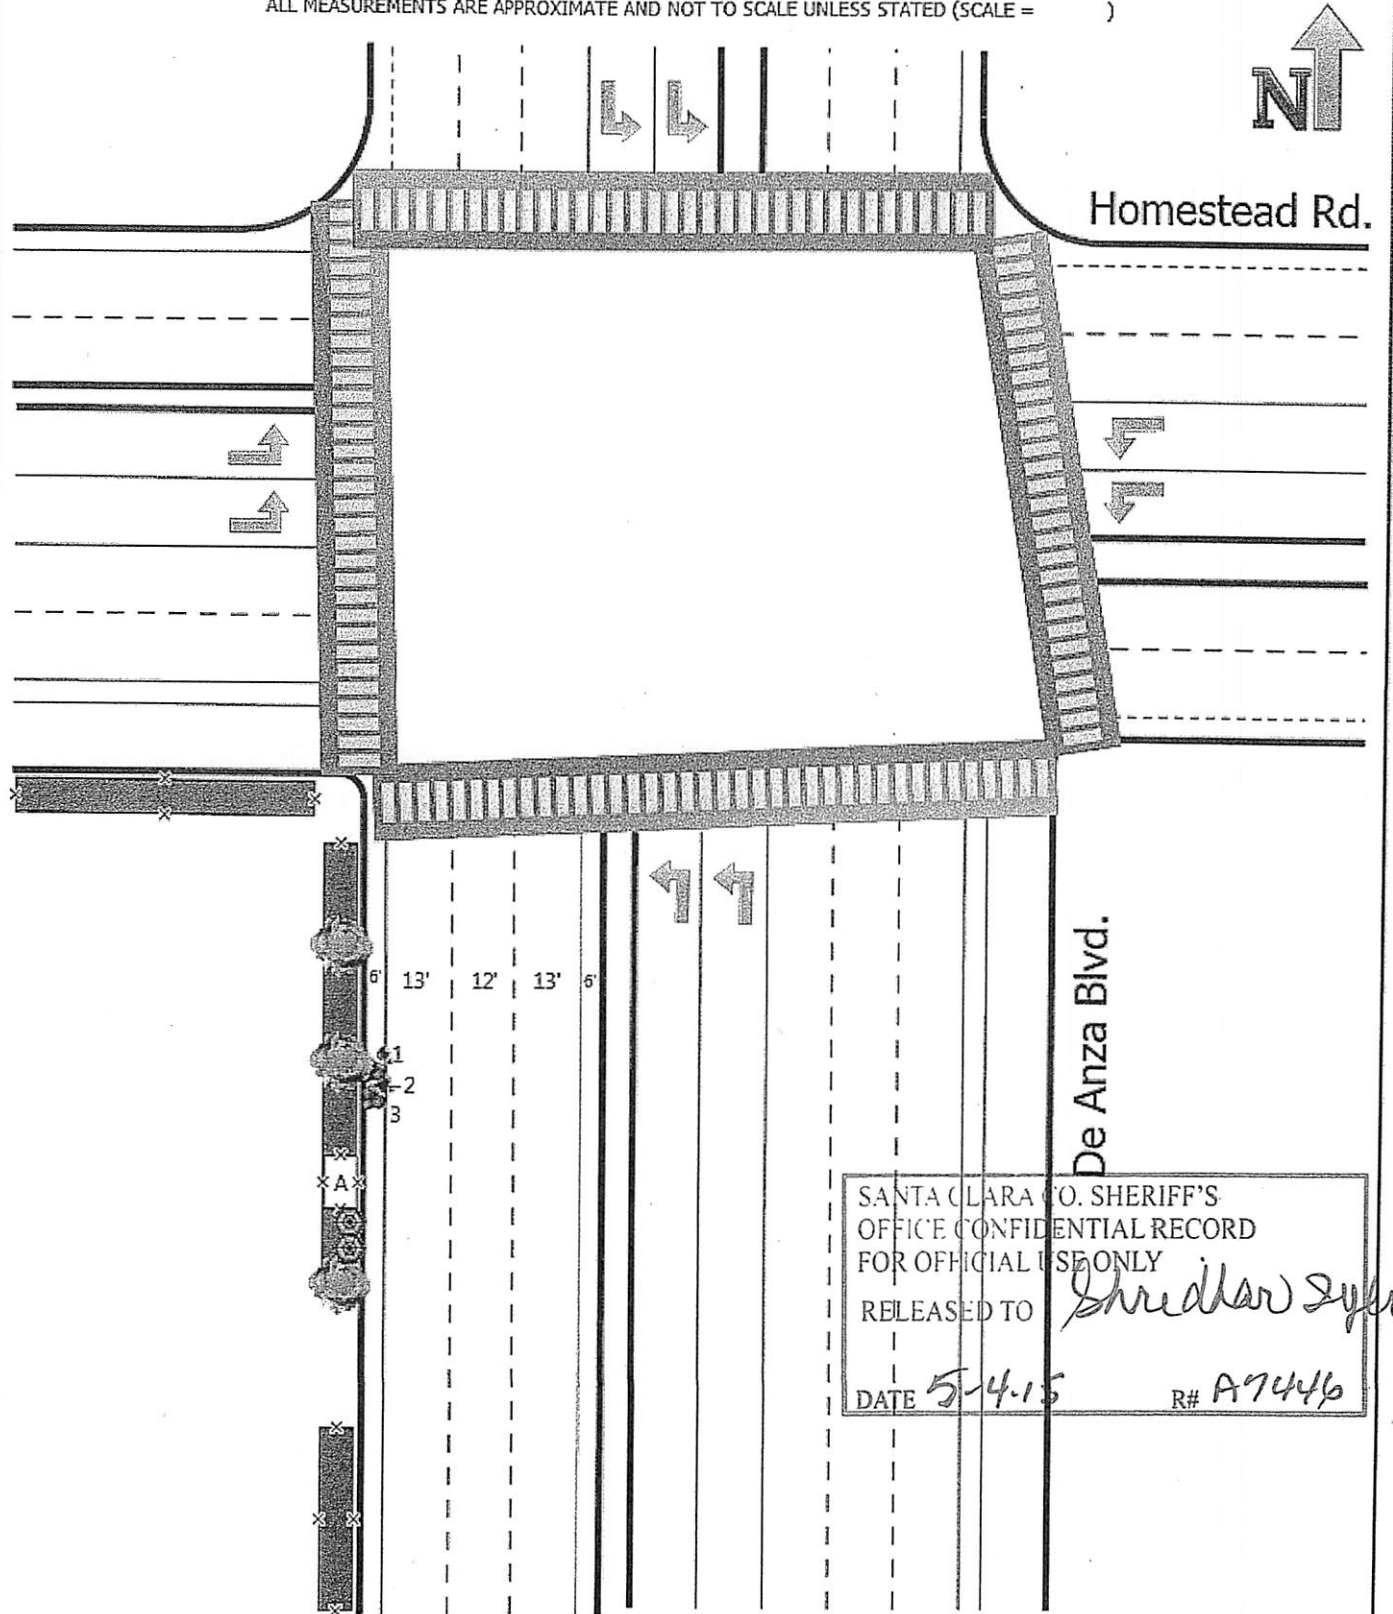 ALL MEASUREMENTS ARE APPROXIMATE AND NOT TO SCALE UNLESS STATED (SCALE = )
N
Homestead Rd.
6' 13' 12' 13' 6'
1
2
3
A
De Anza Blvd.
SANTA CLARA CO. SHERIFF'S
OFFICE CONFIDENTIAL RECORD
FOR OFFICIAL USE ONLY
RELEASED TO Shridhar
DATE 5-4-15 R# A7446